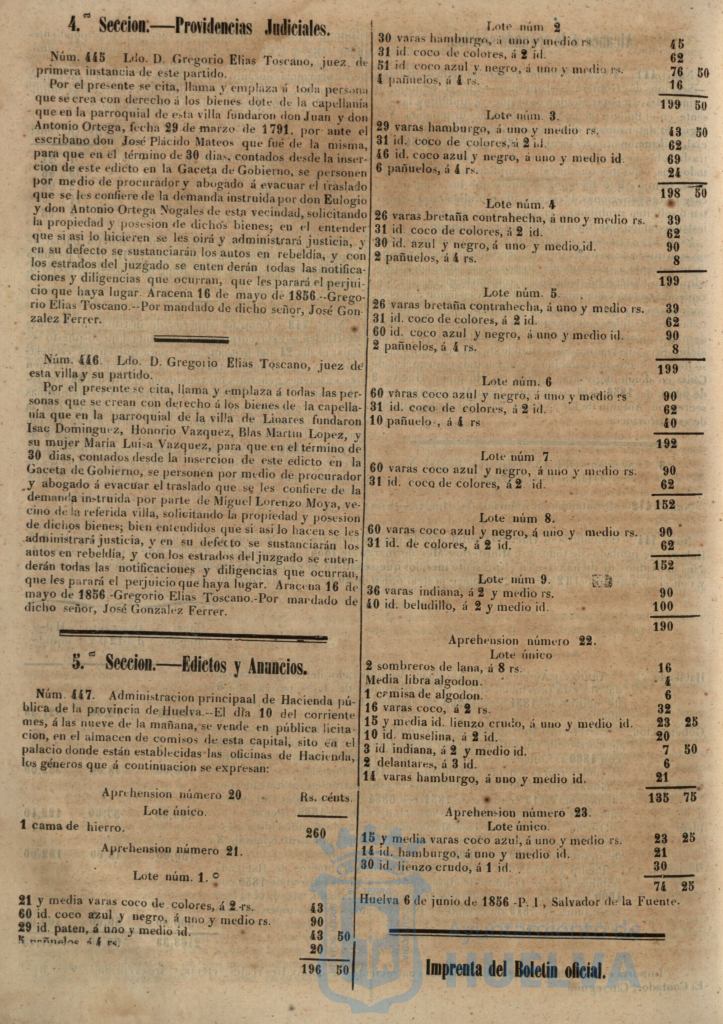 4.ª Seccion.—Providencias Judiciales.
Núm. 445 Ldo. D. Gregorio Elias Toscano, juez de
primera instancia de este partido.
Por el presente se cita, llama y emplaza á toda persona
que se crea con derecho á los bienes dote de la capellanía
que en la parroquial de esta villa fundaron don Juan y don
Antonio Ortega, fecha 29 de marzo de 1791, por ante el
escribano don José Plácido Mateos que fué de la misma,
para que en el término de 30 dias, contados desde la inser-
cion de este edicto en la Gaceta de Gobierno, se personen
por medio de procurador y abogado á evacuar el traslado
que se les confiere de la demanda instruida por don Eulogio
y don Antonio Ortega Nogales de esta vecindad, solicitando
la propiedad y posesion de dichos bienes; en el entender
que si asi lo hicieren se les oirá y administrará justicia, y
en su defecto se sustanciarán los autos en rebeldía, y con
los estrados del juzgado se entenderán todas las notifica-
ciones y diligencias que ocurran, que les parará el perjui-
cio que haya lugar. Aracena 16 de mayo de 1856.--Grego-
rio Elias Toscano.--Por mandado de dicho señor, José Gon-
zalez Ferrer.
Núm. 446. Ldo. D. Gregorio Elias Toscano, juez de
esta villa y su partido.
Por el presente se cita, llama y emplaza á todas las per-
sonas que se crean con derecho á los bienes de la capella-
nía que en la parroquial de la villa de Linares fundaron
Isac Dominguez, Honorio Vazquez, Blas Martin Lopez, y
su mujer María Luisa Vazquez, para que en el término de
30 dias, contados desde la insercion de este edicto en la
Gaceta de Gobierno, se personen por medio de procurador
y abogado á evacuar el traslado que se les confiere de la
demanda instruida por parte de Miguel Lorenzo Moya, ve-
cino de la referida villa, solicitando la propiedad y posesion
de dichos bienes; bien entendidos que si asi lo hacen se les
administrará justicia, y en su defecto se sustanciarán los
autos en rebeldía, y con los estrados del juzgado se enten-
derán todas las notificaciones y diligencias que ocurran,
que les parará el perjuicio que haya lugar. Aracena 16 de
mayo de 1856.-Gregorio Elias Toscano.-Por mardado de
dicho señor, José Gonzalez Ferrer.
5.ª Seccion.—Edictos y Anuncios.
Núm. 447. Administracion principaal de Hacienda pú-
blica de la provincia de Huelva.--El dia 10 del corriente
mes, á las nueve de la mañana, se vende en pública licita-
cion, en el almacen de comisos de esta capital, sito en el
palacio donde están establecidas las oficinas de Hacienda,
los géneros que á continuacion se expresan:
Aprehension número 20 Rs. cénts.
Lote único.
1 cama de hierro. 260
Aprehension número 21.
Lote núm. 1.º
21 y media varas coco de colores, á 2 rs. 43
60 id. coco azul y negro, á uno y medio rs. 90
29 id. paten, á uno y medio id. 43 50
5 pañuelos á 4 rs. 20
196 50
Lote núm 2
30 varas hamburgo, á uno y medio rs 45
31 id. coco de colores, á 2 id. 62
51 id coco azul y negro, á uno y medio rs. 76 50
4 pañuelos, á 4 rs. 16
199 50
Lote núm. 3.
29 varas hamburgo, á uno y medio rs. 43 50
31 id. coco de colores, á 2 id. 62
46 id. coco azul y negro, á uno y medio id. 69
6 pañuelos, á 4 rs. 24
198 50
Lote núm. 4
26 varas bretaña contrahecha, á uno y medio rs. 39
31 id. coco de colores, á 2 id. 62
30 id. azul y negro, á uno y medio id. 90
2 pañuelos, á 4 rs. 8
199
Lote núm. 5
26 varas bretaña contrahecha, á uno y medio rs. 39
31 id. coco de colores, á 2 id. 62
60 id. coco azul y negro, á uno y medio id. 90
2 pañuelos, á 4 rs. 8
199
Lote núm. 6
60 varas coco azul y negro, á uno y medio rs 90
31 id. coco de colores, á 2 id. 62
10 pañuelo, á 4 rs 40
192
Lote núm 7
60 varas coco azul y negro, á uno y medio rs. 90
31 id. coco de colores, á 2 id. 62
152
Lote núm 8.
60 varas coco azul y negro, á uno y medio rs. 90
31 id. de colores, á 2 id. 62
152
Lote núm 9.
36 varas indiana, á 2 y medio rs. 90
40 id. beludillo, á 2 y medio id. 100
190
Aprehension número 22.
Lote único
2 sombreros de lana, á 8 rs. 16
Media libra algodon. 4
1 camisa de algodon. 6
16 varas coco, á 2 rs. 32
15 y media id. lienzo crudo, á uno y medio id. 23 25
10 id. muselina, á 2 id. 20
3 id. indiana, á 2 y medio id. 7 50
2 delantares, á 3 id. 6
14 varas hamburgo, á uno y medio id. 21
135 75
Aprehension número 23.
Lote único.
15 y media varas coco azul, á uno y medio rs. 23 25
14 id. hamburgo, á uno y medio id. 21
30 id. lienzo crudo, á 1 id. 30
74 25
Huelva 6 de junio de 1856 -P. I., Salvador de la Fuente.
Imprenta del Boletin oficial.
HUELVA